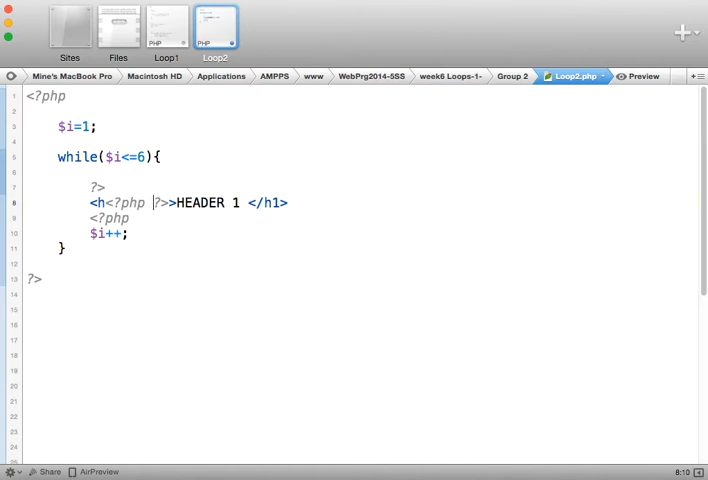 PHP PHP
Sites Files Loop1 Loop2
Mine's MacBook Pro Macintosh HD Applications AMPPS www WebPrg2014-5SS week6 Loops-1- Group 2 Loop2.php Preview
1 <?php
2
3 $i=1;
4
5 while($i<=6){
6
7 ?>
8 <h<?php ?>>HEADER 1 </h1>
9 <?php
10 $i++;
11 }
12
13 ?>
14
15
16
17
18
19
20
21
22
23
24
25
Share AirPreview 8:10